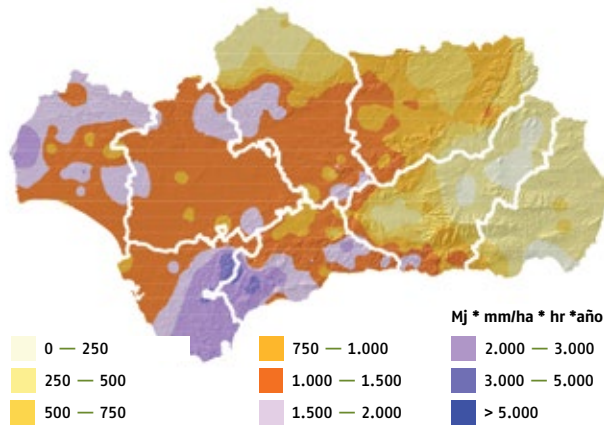 Mj * mm/ha * hr *año
0 — 250
250 — 500
500 — 750
750 — 1.000
1.000 — 1.500
1.500 — 2.000
2.000 — 3.000
3.000 — 5.000
> 5.000